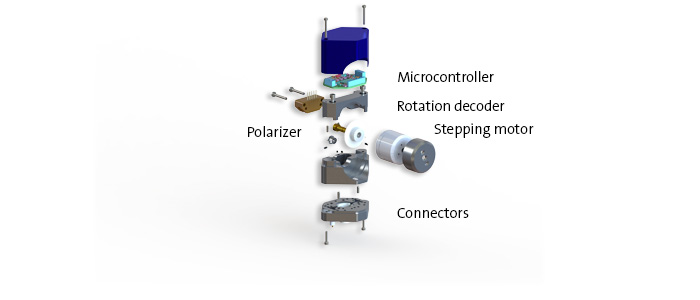 Microcontroller
Rotation decoder
Polarizer
Stepping motor
Connectors